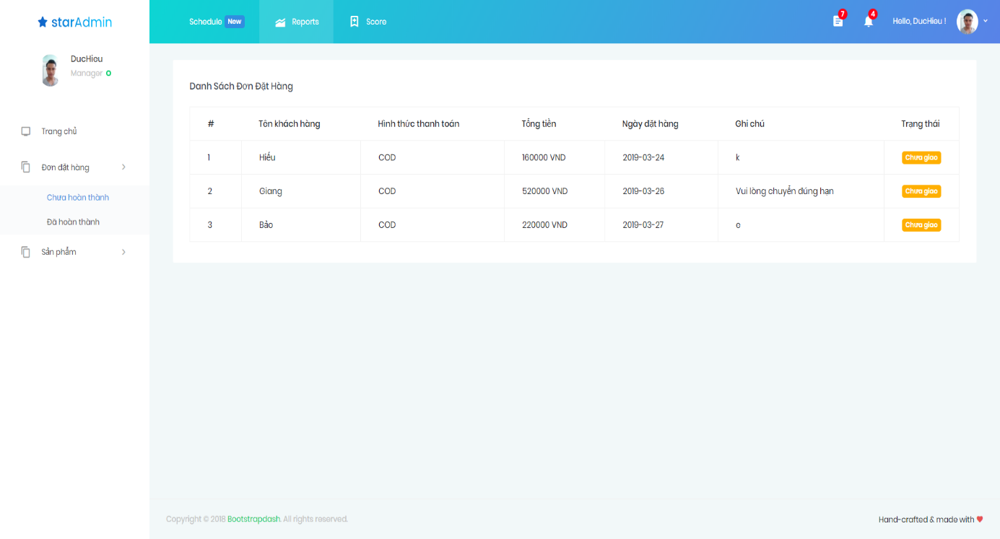 starAdmin
Schedule New Reports Score 7 4 Hello, DucHieu !
DucHieu
Manager
Trang chủ
Đơn đặt hàng
Chưa hoàn thành
Đã hoàn thành
Sản phẩm
Danh Sách Đơn Đặt Hàng
# Tên khách hàng Hình thức thanh toán Tổng tiền Ngày đặt hàng Ghi chú Trạng thái
1 Hiếu COD 160000 VND 2019-03-24 k Chưa giao
2 Giang COD 520000 VND 2019-03-26 Vui lòng chuyển đúng hạn Chưa giao
3 Bảo COD 220000 VND 2019-03-27 e Chưa giao
Copyright © 2018 Bootstrapdash. All rights reserved. Hand-crafted & made with